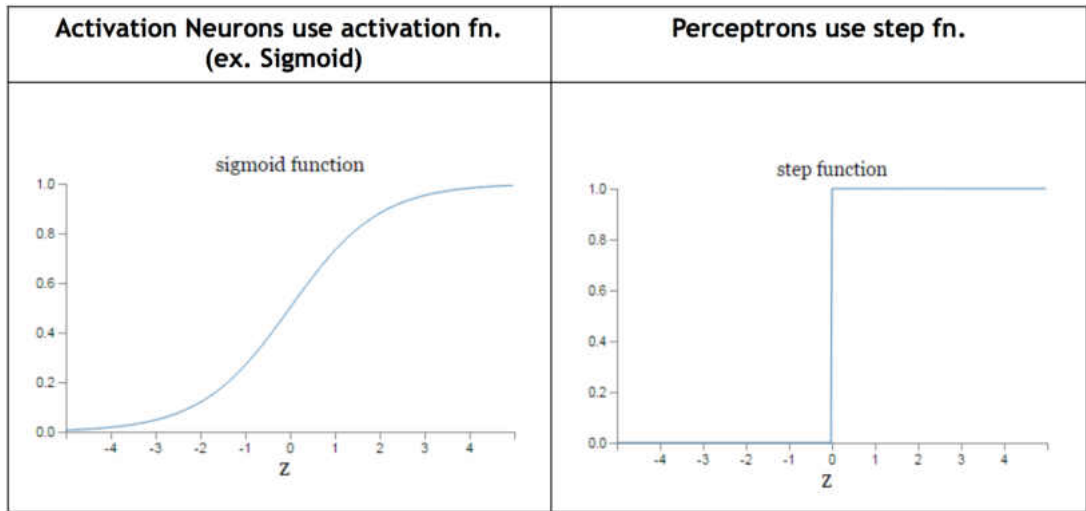 Activation Neurons use activation fn.
(ex. Sigmoid)
Perceptrons use step fn.
sigmoid function
1.0
0.8
0.6
0.4
0.2
0.0
-4 -3 -2 -1 0 1 2 3 4
Z
step function
1.0
0.8
0.6
0.4
0.2
0.0
-4 -3 -2 -1 0 1 2 3 4
Z